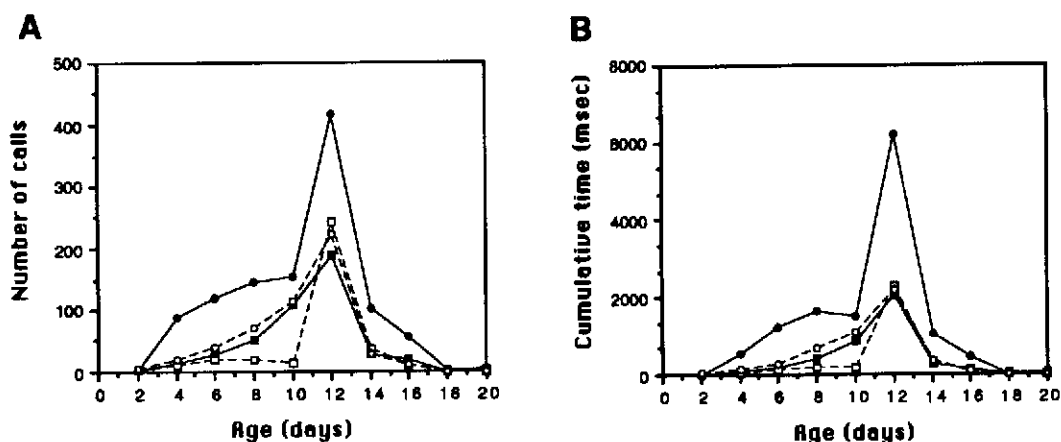 A
500
400
300
200
100
0
Number of calls
0 2 4 6 8 10 12 14 16 18 20
Age (days)
B
8000
6000
4000
2000
0
Cumulative time (msec)
0 2 4 6 8 10 12 14 16 18 20
Age (days)